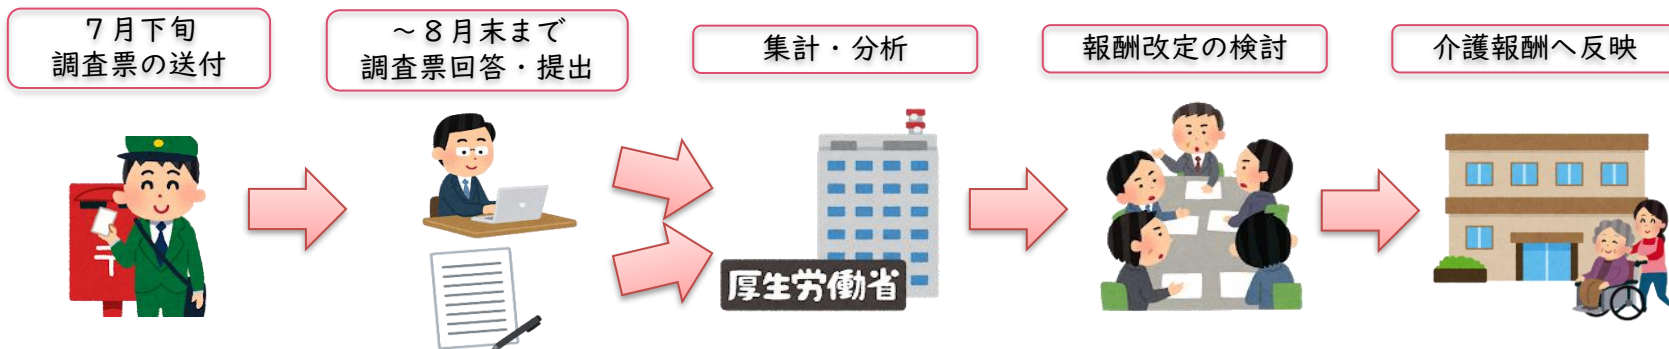 ７月下旬
調査票の送付
～８月末まで
調査票回答・提出
集計・分析
報酬改定の検討
介護報酬へ反映
〒
厚生労働省